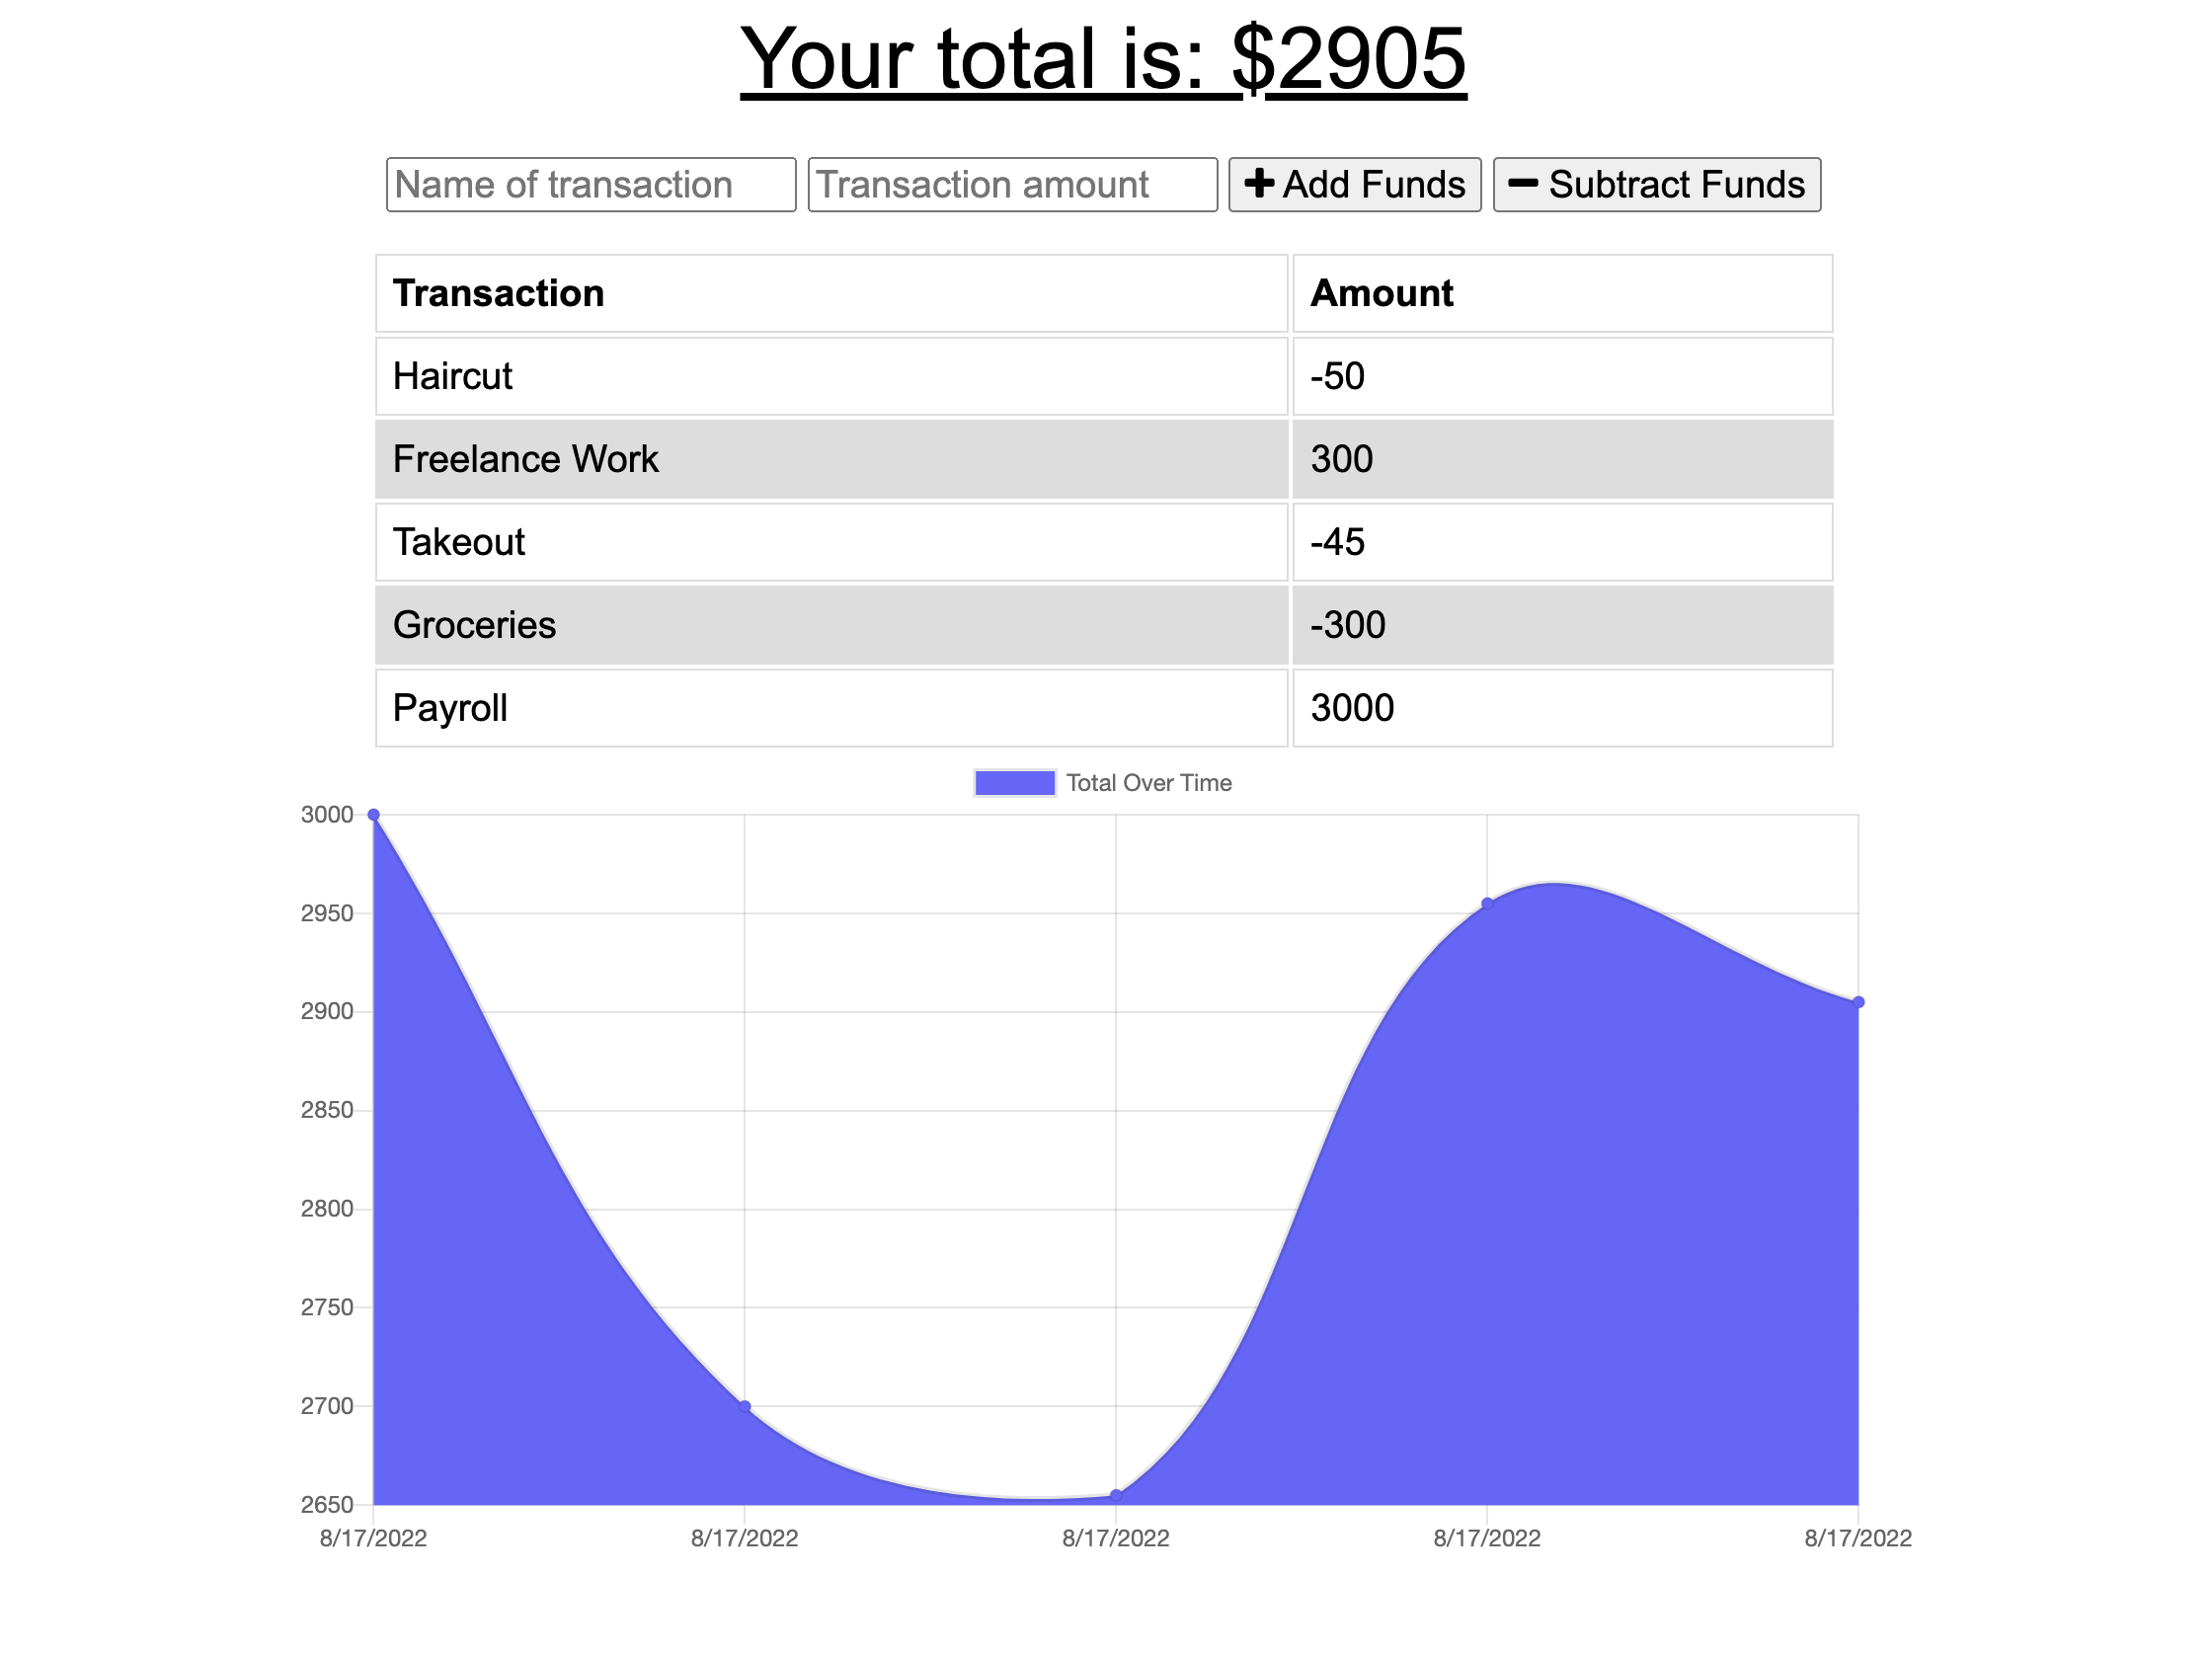 Your total is: $2905
Name of transaction Transaction amount Add Funds Subtract Funds
Transaction Amount
Haircut -50
Freelance Work 300
Takeout -45
Groceries -300
Payroll 3000
Total Over Time
3000
2950
2900
2850
2800
2750
2700
2650
8/17/2022 8/17/2022 8/17/2022 8/17/2022 8/17/2022